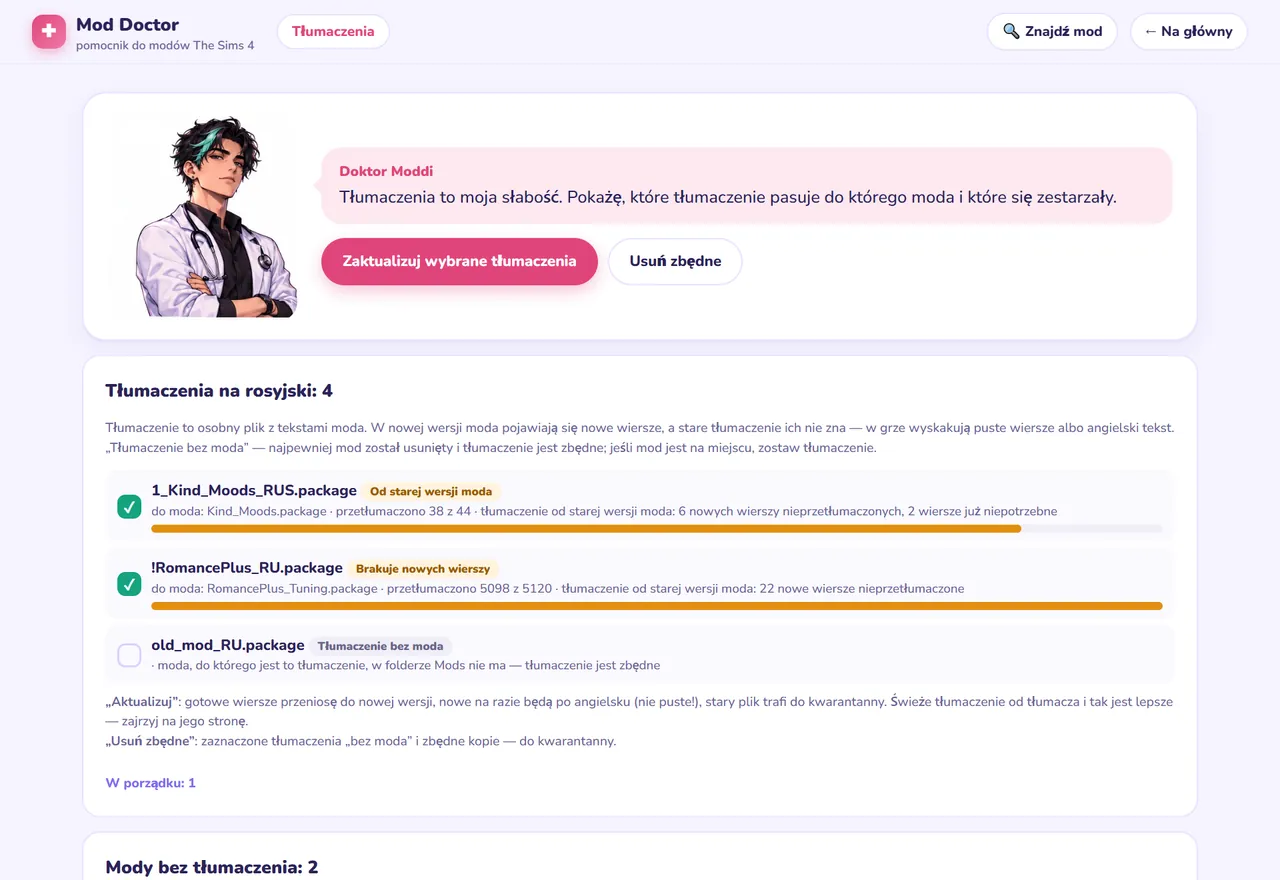 Mod Doctor
pomocnik do modów The Sims 4
Tłumaczenia
Znajdź mod
← Na główny
Doktor Moddi
Tłumaczenia to moja słabość. Pokażę, które tłumaczenie pasuje do którego moda i które się zestarzały.
Zaktualizuj wybrane tłumaczenia
Usuń zbędne
Tłumaczenia na rosyjski: 4
Tłumaczenie to osobny plik z tekstami moda. W nowej wersji moda pojawiają się nowe wiersze, a stare tłumaczenie ich nie zna — w grze wyskakują puste wiersze albo angielski tekst.
„Tłumaczenie bez moda” — najpewniej mod został usunięty i tłumaczenie jest zbędne; jeśli mod jest na miejscu, zostaw tłumaczenie.
1_Kind_Moods_RUS.package Od starej wersji moda
do moda: Kind_Moods.package · przetłumaczono 38 z 44 · tłumaczenie od starej wersji moda: 6 nowych wierszy nieprzetłumaczonych, 2 wiersze już niepotrzebne
!RomancePlus_RU.package Brakuje nowych wierszy
do moda: RomancePlus_Tuning.package · przetłumaczono 5098 z 5120 · tłumaczenie od starej wersji moda: 22 nowe wiersze nieprzetłumaczone
old_mod_RU.package Tłumaczenie bez moda
· moda, do którego jest to tłumaczenie, w folderze Mods nie ma — tłumaczenie jest zbędne
„Aktualizuj”: gotowe wiersze przeniosę do nowej wersji, nowe na razie będą po angielsku (nie puste!), stary plik trafi do kwarantanny. Świeże tłumaczenie od tłumacza i tak jest lepsze
— zajrzyj na jego stronę.
„Usuń zbędne”: zaznaczone tłumaczenia „bez moda” i zbędne kopie — do kwarantanny.
W porządku: 1
Mody bez tłumaczenia: 2